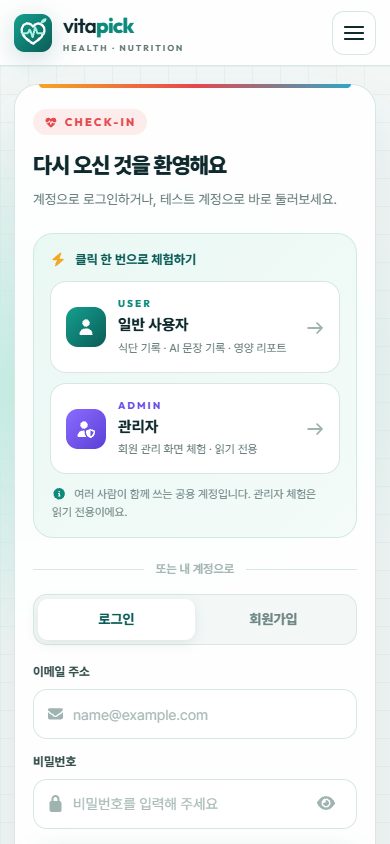 vitapick
HEALTH · NUTRITION
CHECK-IN
다시 오신 것을 환영해요
계정으로 로그인하거나, 테스트 계정으로 바로 둘러보세요.
클릭 한 번으로 체험하기
USER
일반 사용자
식단 기록 · AI 문장 기록 · 영양 리포트
ADMIN
관리자
회원 관리 화면 체험 · 읽기 전용
여러 사람이 함께 쓰는 공용 계정입니다. 관리자 체험은
읽기 전용이에요.
또는 내 계정으로
로그인
회원가입
이메일 주소
name@example.com
비밀번호
비밀번호를 입력해 주세요